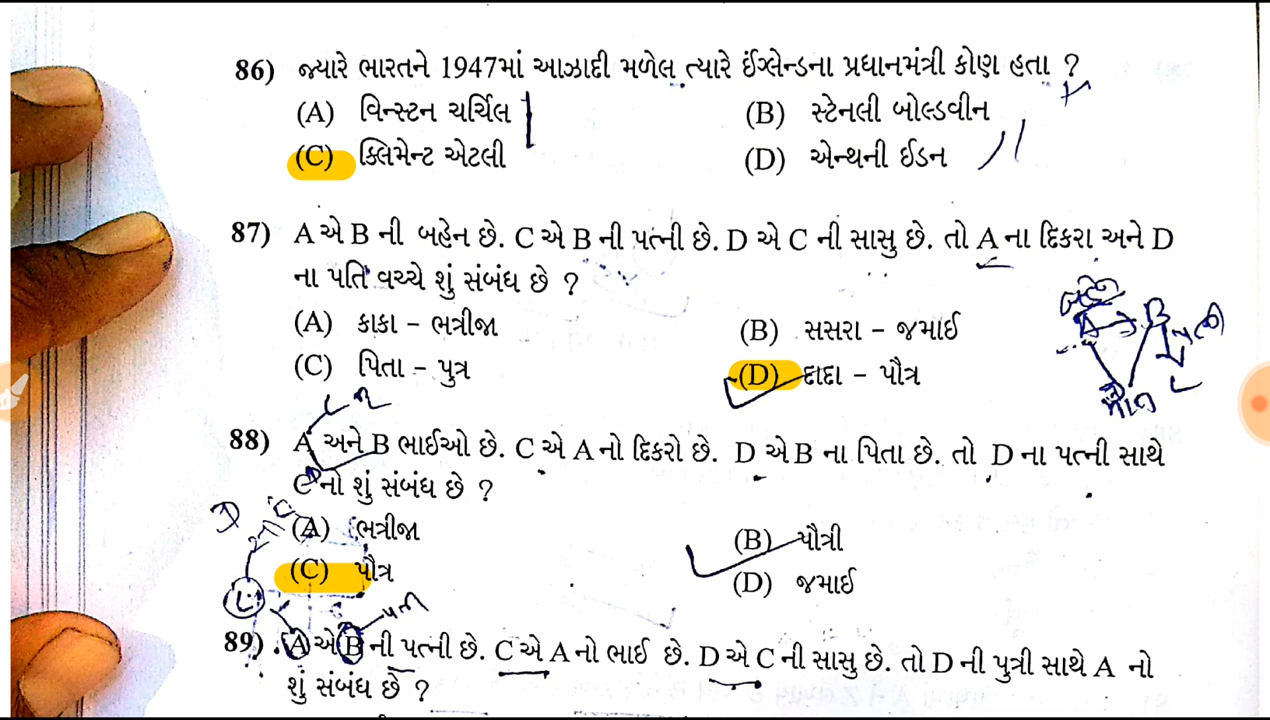 86) જ્યારે ભારતને 1947માં આઝાદી મળેલ ત્યારે ઈંગ્લેન્ડના પ્રધાનમંત્રી કોણ હતા ?
(A) વિન્સ્ટન ચર્ચિલ (B) સ્ટેનલી બોલ્ડવીન
(C) ક્લિમેન્ટ એટલી (D) એન્થની ઈડન
87) A એ B ની બહેન છે. C એ B ની પત્ની છે. D એ C ની સાસુ છે. તો A ના દિકરા અને D
ના પતિ વચ્ચે શું સંબંધ છે ?
(A) કાકા – ભત્રીજા (B) સસરા – જમાઈ
(C) પિતા – પુત્ર (D) દાદા – પૌત્ર
88) A અને B ભાઈઓ છે. C એ A નો દિકરો છે. D એ B ના પિતા છે. તો D ના પત્ની સાથે
C નો શું સંબંધ છે ?
(A) ભત્રીજા (B) પૌત્રી
(C) પૌત્ર (D) જમાઈ
89) A એ B ની પત્ની છે. C એ A નો ભાઈ છે. D એ C ની સાસુ છે. તો D ની પુત્રી સાથે A નો
શું સંબંધ છે ?